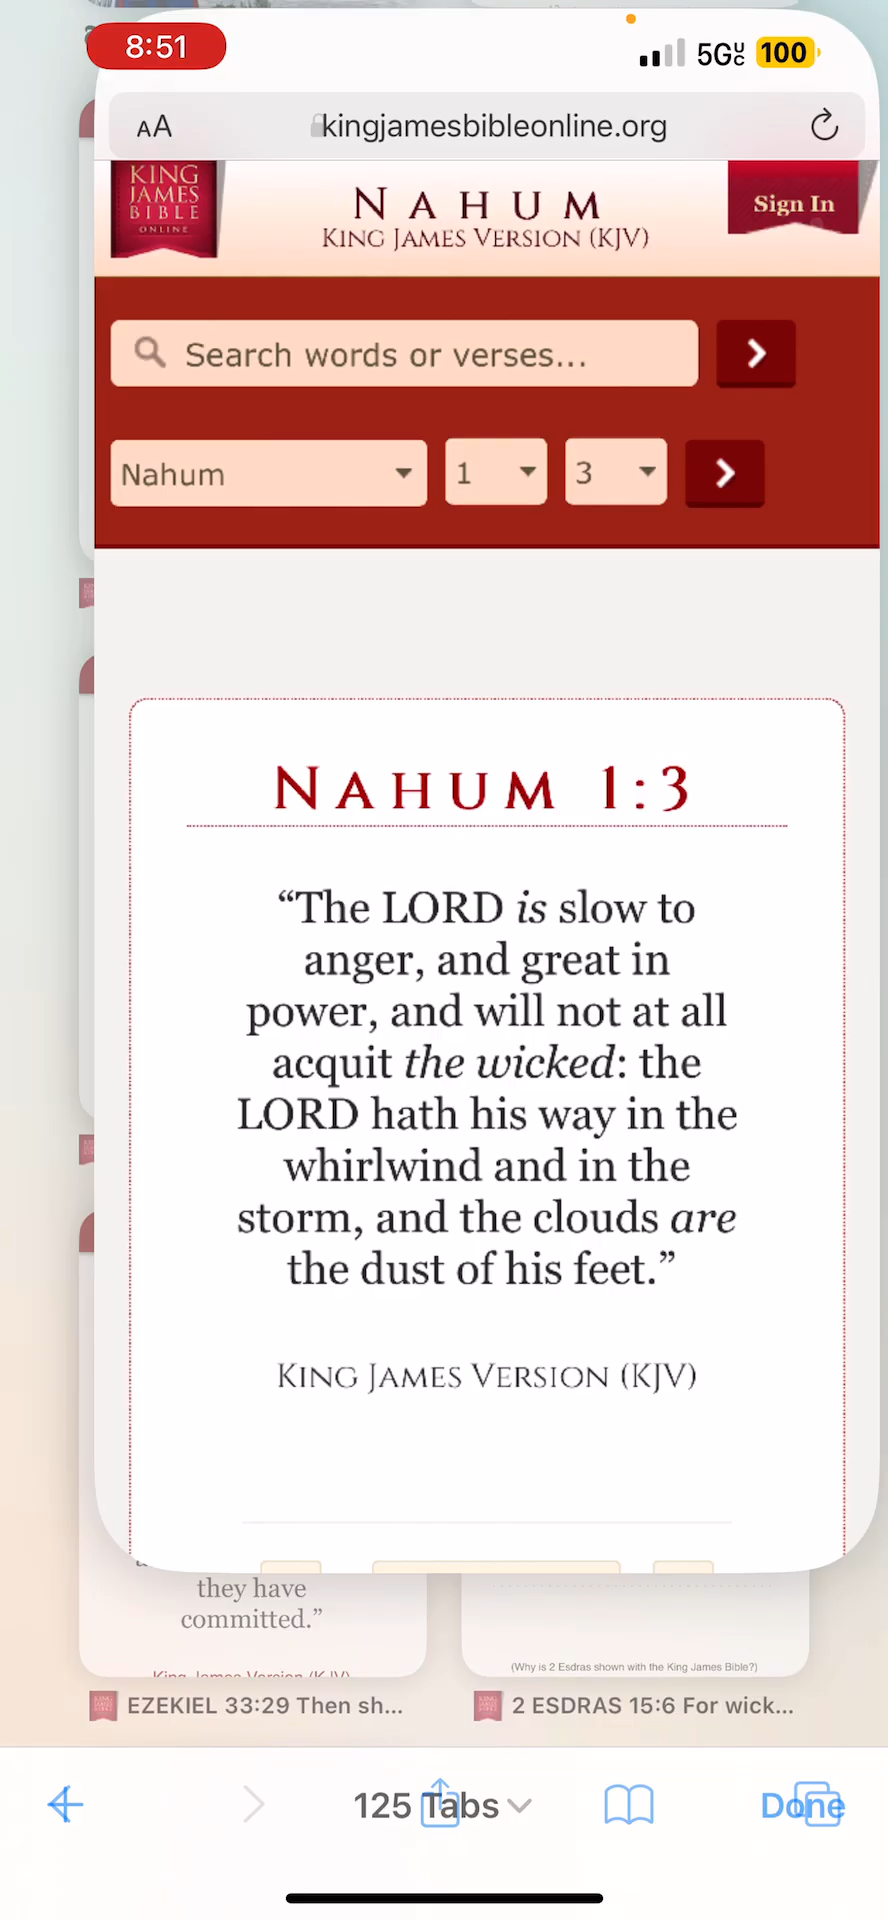 8:51
5G
100
AA
kingjamesbibleonline.org
KING
JAMES
BIBLE
ONLINE
NAHUM
KING JAMES VERSION (KJV)
Sign In
Search words or verses...
Nahum
1
3
NAHUM 1:3
“The LORD is slow to
anger, and great in
power, and will not at all
acquit the wicked: the
LORD hath his way in the
whirlwind and in the
storm, and the clouds are
the dust of his feet.”
KING JAMES VERSION (KJV)
they have
committed.”
King James Version (KJV)
(Why is 2 Esdras shown with the King James Bible?)
EZEKIEL 33:29 Then sh...
2 ESDRAS 15:6 For wick...
125 Tabs
Done